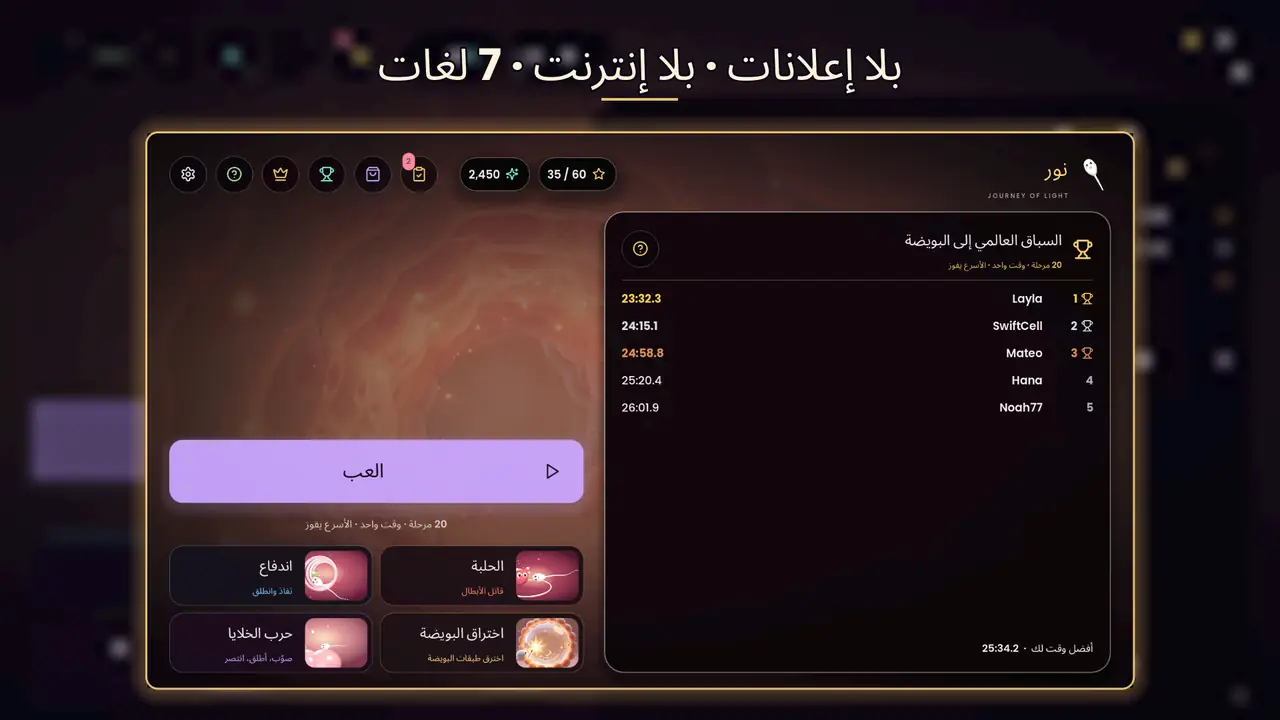 بلا إعلانات • بلا إنترنت • 7 لغات
نور
JOURNEY OF LIGHT
35 / 60
2,450
2
السباق العالمي إلى البويضة
20 مرحلة · وقت واحد · الأسرع يفوز
1 Layla 23:32.3
2 SwiftCell 24:15.1
3 Mateo 24:58.8
4 Hana 25:20.4
5 Noah77 26:01.9
أفضل وقت لك · 25:34.2
العب
20 مرحلة · وقت واحد · الأسرع يفوز
الحلبة
قاتل الأبطال
اندفاع
تفادَ وانطلق
اختراق البويضة
اخترق طبقات البويضة
حرب الخلايا
صوّب، أطلق، انتصر